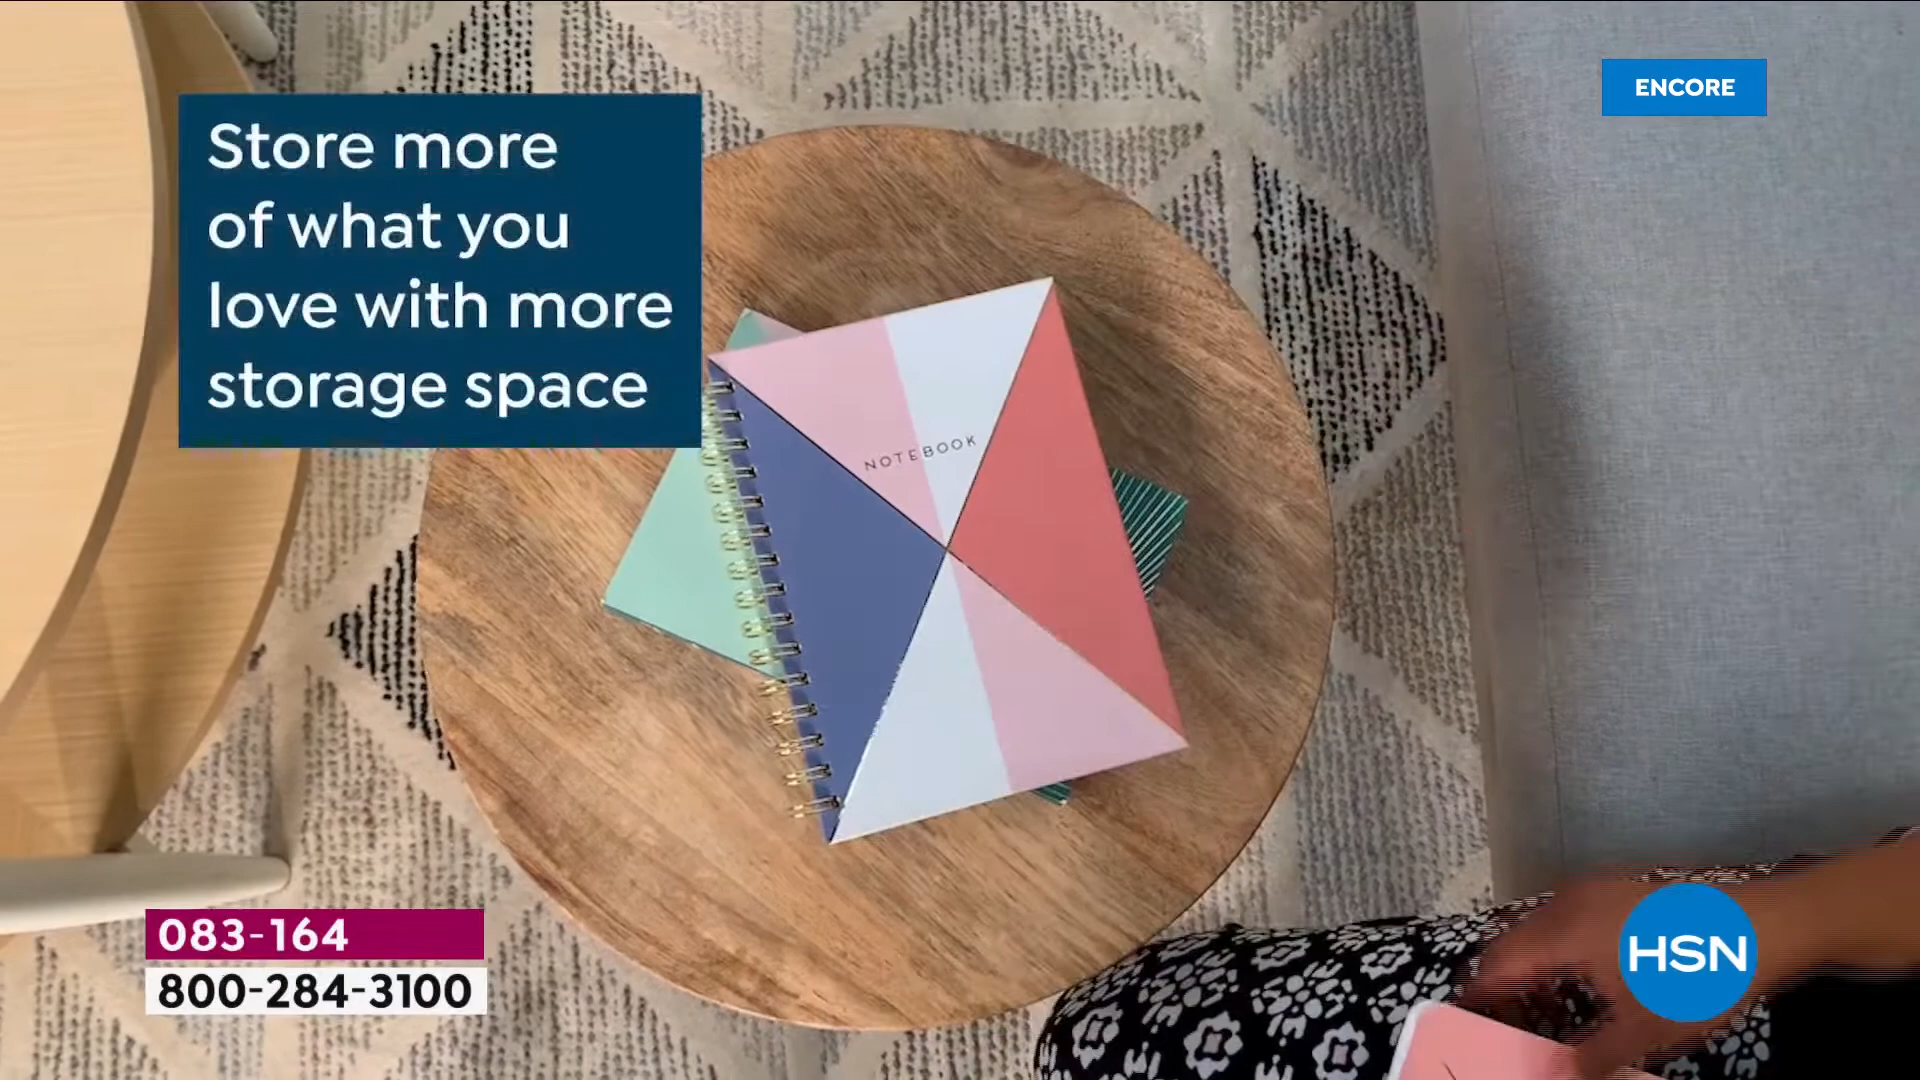 ENCORE
Store more
of what you
love with more
storage space
NOTEBOOK
083-164
800-284-3100
HSN